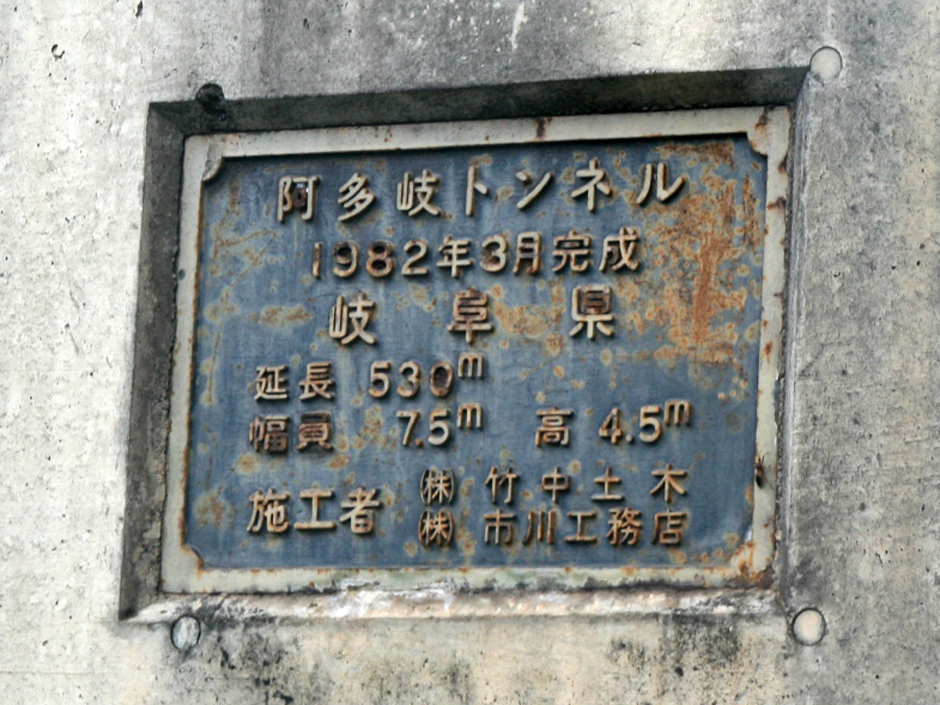 阿多岐トンネル
1982年3月完成
岐阜県
延長 530m
幅員 7.5m 高 4.5m
施工者 ㈱ 竹中土木
㈱ 市川工務店